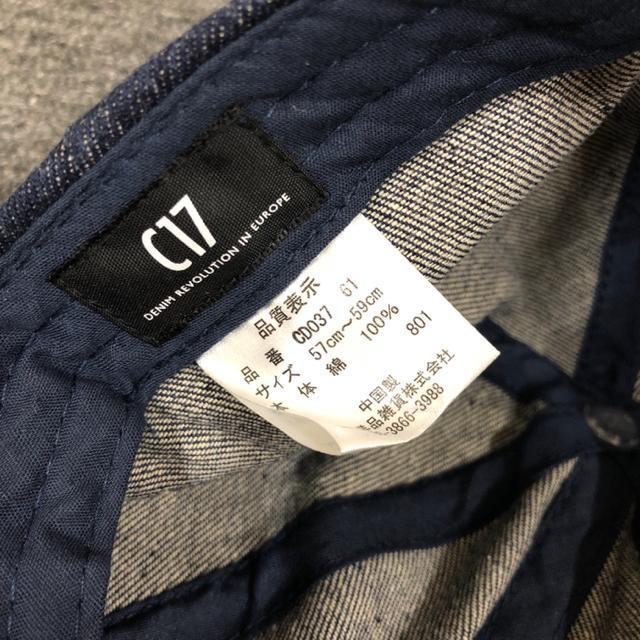 C17
DENIM REVOLUTION IN EUROPE
品質表示
品 番 CD037 61
サイズ 57cm〜59cm
本 体 綿 100%
801
中国製
品雑貨株式会社
-3866-5988